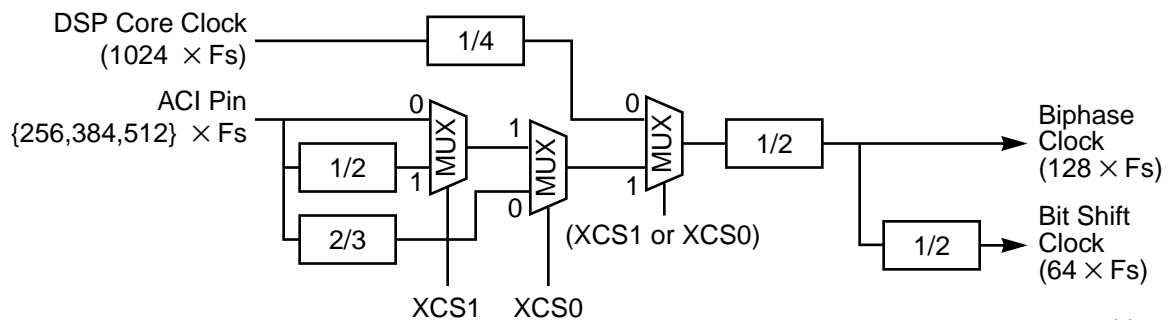 DSP Core Clock
(1024 × Fs)
1/4
ACI Pin
{256,384,512} × Fs
0
1
MUX
1/2
2/3
1
0
MUX
0
1
MUX
(XCS1 or XCS0)
XCS1
XCS0
1/2
Biphase
Clock
(128 × Fs)
1/2
Bit Shift
Clock
(64 × Fs)